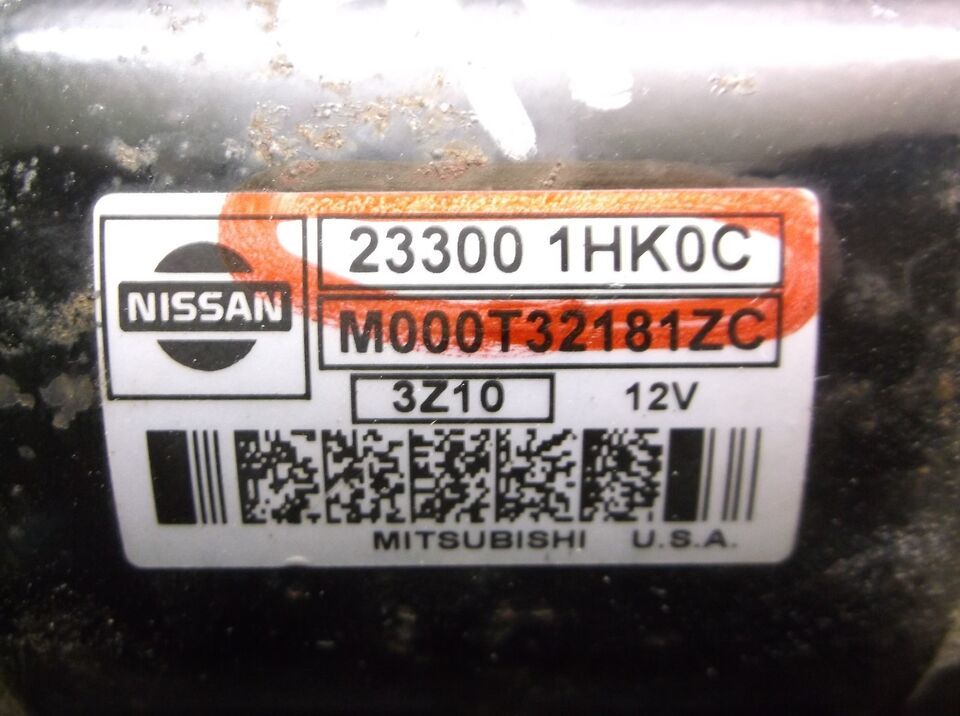 NISSAN
23300 1HK0C
M000T32181ZC
3Z10 12V
MITSUBISHI U.S.A.